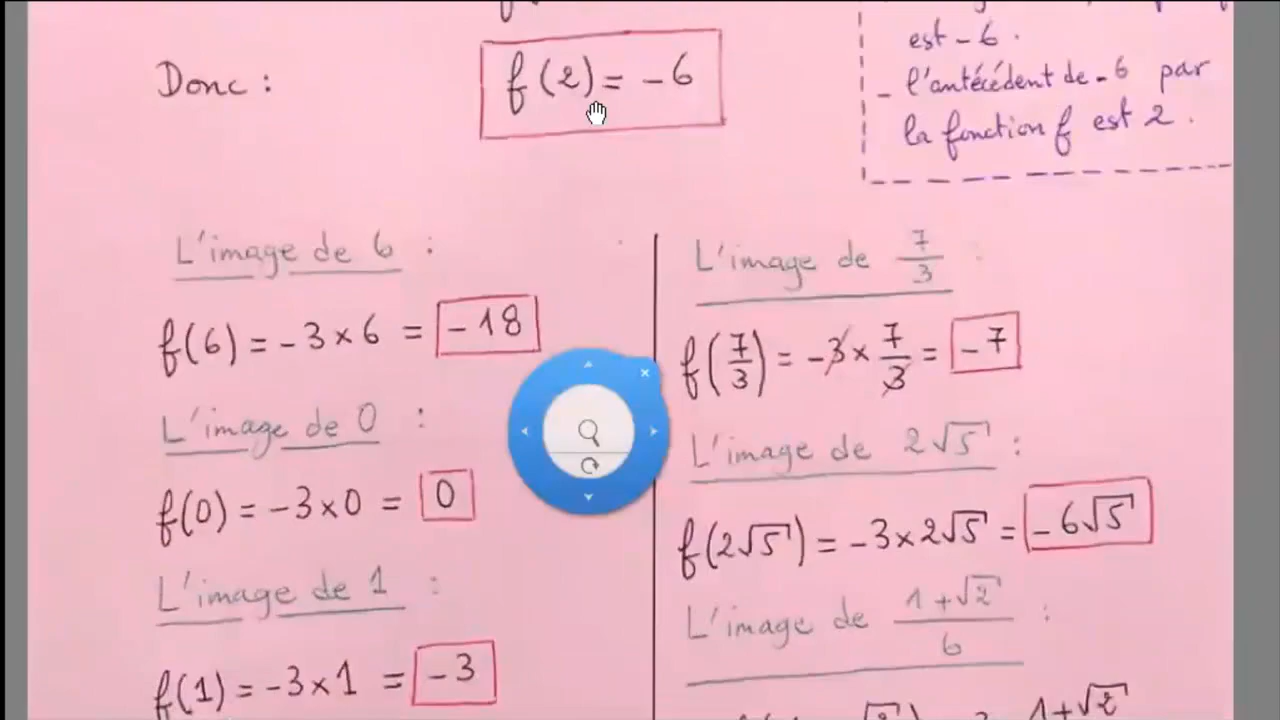 est -6.
Donc :
f(2) = -6
- l'antécédent de -6 par
la fonction f est 2.
L'image de 6 :
f(6) = -3 × 6 = -18
L'image de 0 :
f(0) = -3 × 0 = 0
L'image de 1 :
f(1) = -3 × 1 = -3
L'image de 7/3 :
f(7/3) = -3 × 7/3 = -7
L'image de 2√5 :
f(2√5) = -3 × 2√5 = -6√5
L'image de 1+√2/6 :
1+√2